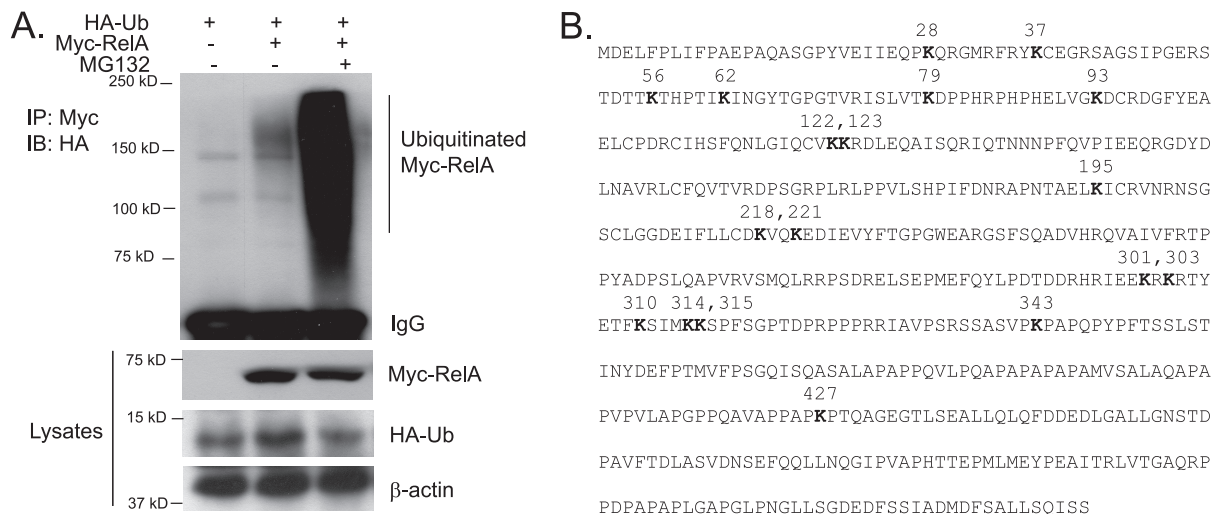 A.
HA-Ub + + +
Myc-RelA - + +
MG132 - - +
250 kD
IP: Myc
IB: HA
150 kD
100 kD
75 kD
Ubiquitinated
Myc-RelA
IgG
75 kD
Myc-RelA
15 kD
Lysates
HA-Ub
β-actin
37 kD
B.
28 37
MDELFPLIFPAEPAQASGPYVEIIEQPKQRGMRFRYKCEGRSAGSIPGERS
56 62 79 93
TDTTKTHPTIKINGYTGPGTVRISLVTKDPPHRPHPHELVGKDCRDGFYEA
122,123
ELCPDRCIHSFQNLGIQCVKKRDLEQAISQRIQTNNNPFQVPIEEQRGDYD
195
LNAVRLCFQVTVRDPSGRPLRLPPVLSHPIFDNRAPNTAELKICRVNRNSG
218,221
SCLGGDEIFLLCDKVQKEDIEVYFTGPGWEARGSFSQADVHRQVAIVFRTP
301,303
PYADPSLQAPVRVSMQLRRPSDRELSEPMEFQYLPDTDDRHRIEEKRKRTY
310 314,315 343
ETFKSIMKKSPFSGPTDPRPPPRRIAVPSRSSASVPKPAPQPYPFTSSLST
INYDEFPTMVFPSGQISQASALAPAPPQVLPQAPAPAPAPAMVSALAQAPA
427
PVPVLAPGPPQAVAPPAPKPTQAGEGTLSEALLQLQFDDEDLGALLGNSTD
PAVFTDLASVDNSEFQQLLNQGIPVAPHTTEPMLMEYPEAITRLVTGAQRP
PDPAPAPLGAPGLPNGLLSGDEDFSSIADMDFSALLSQISS